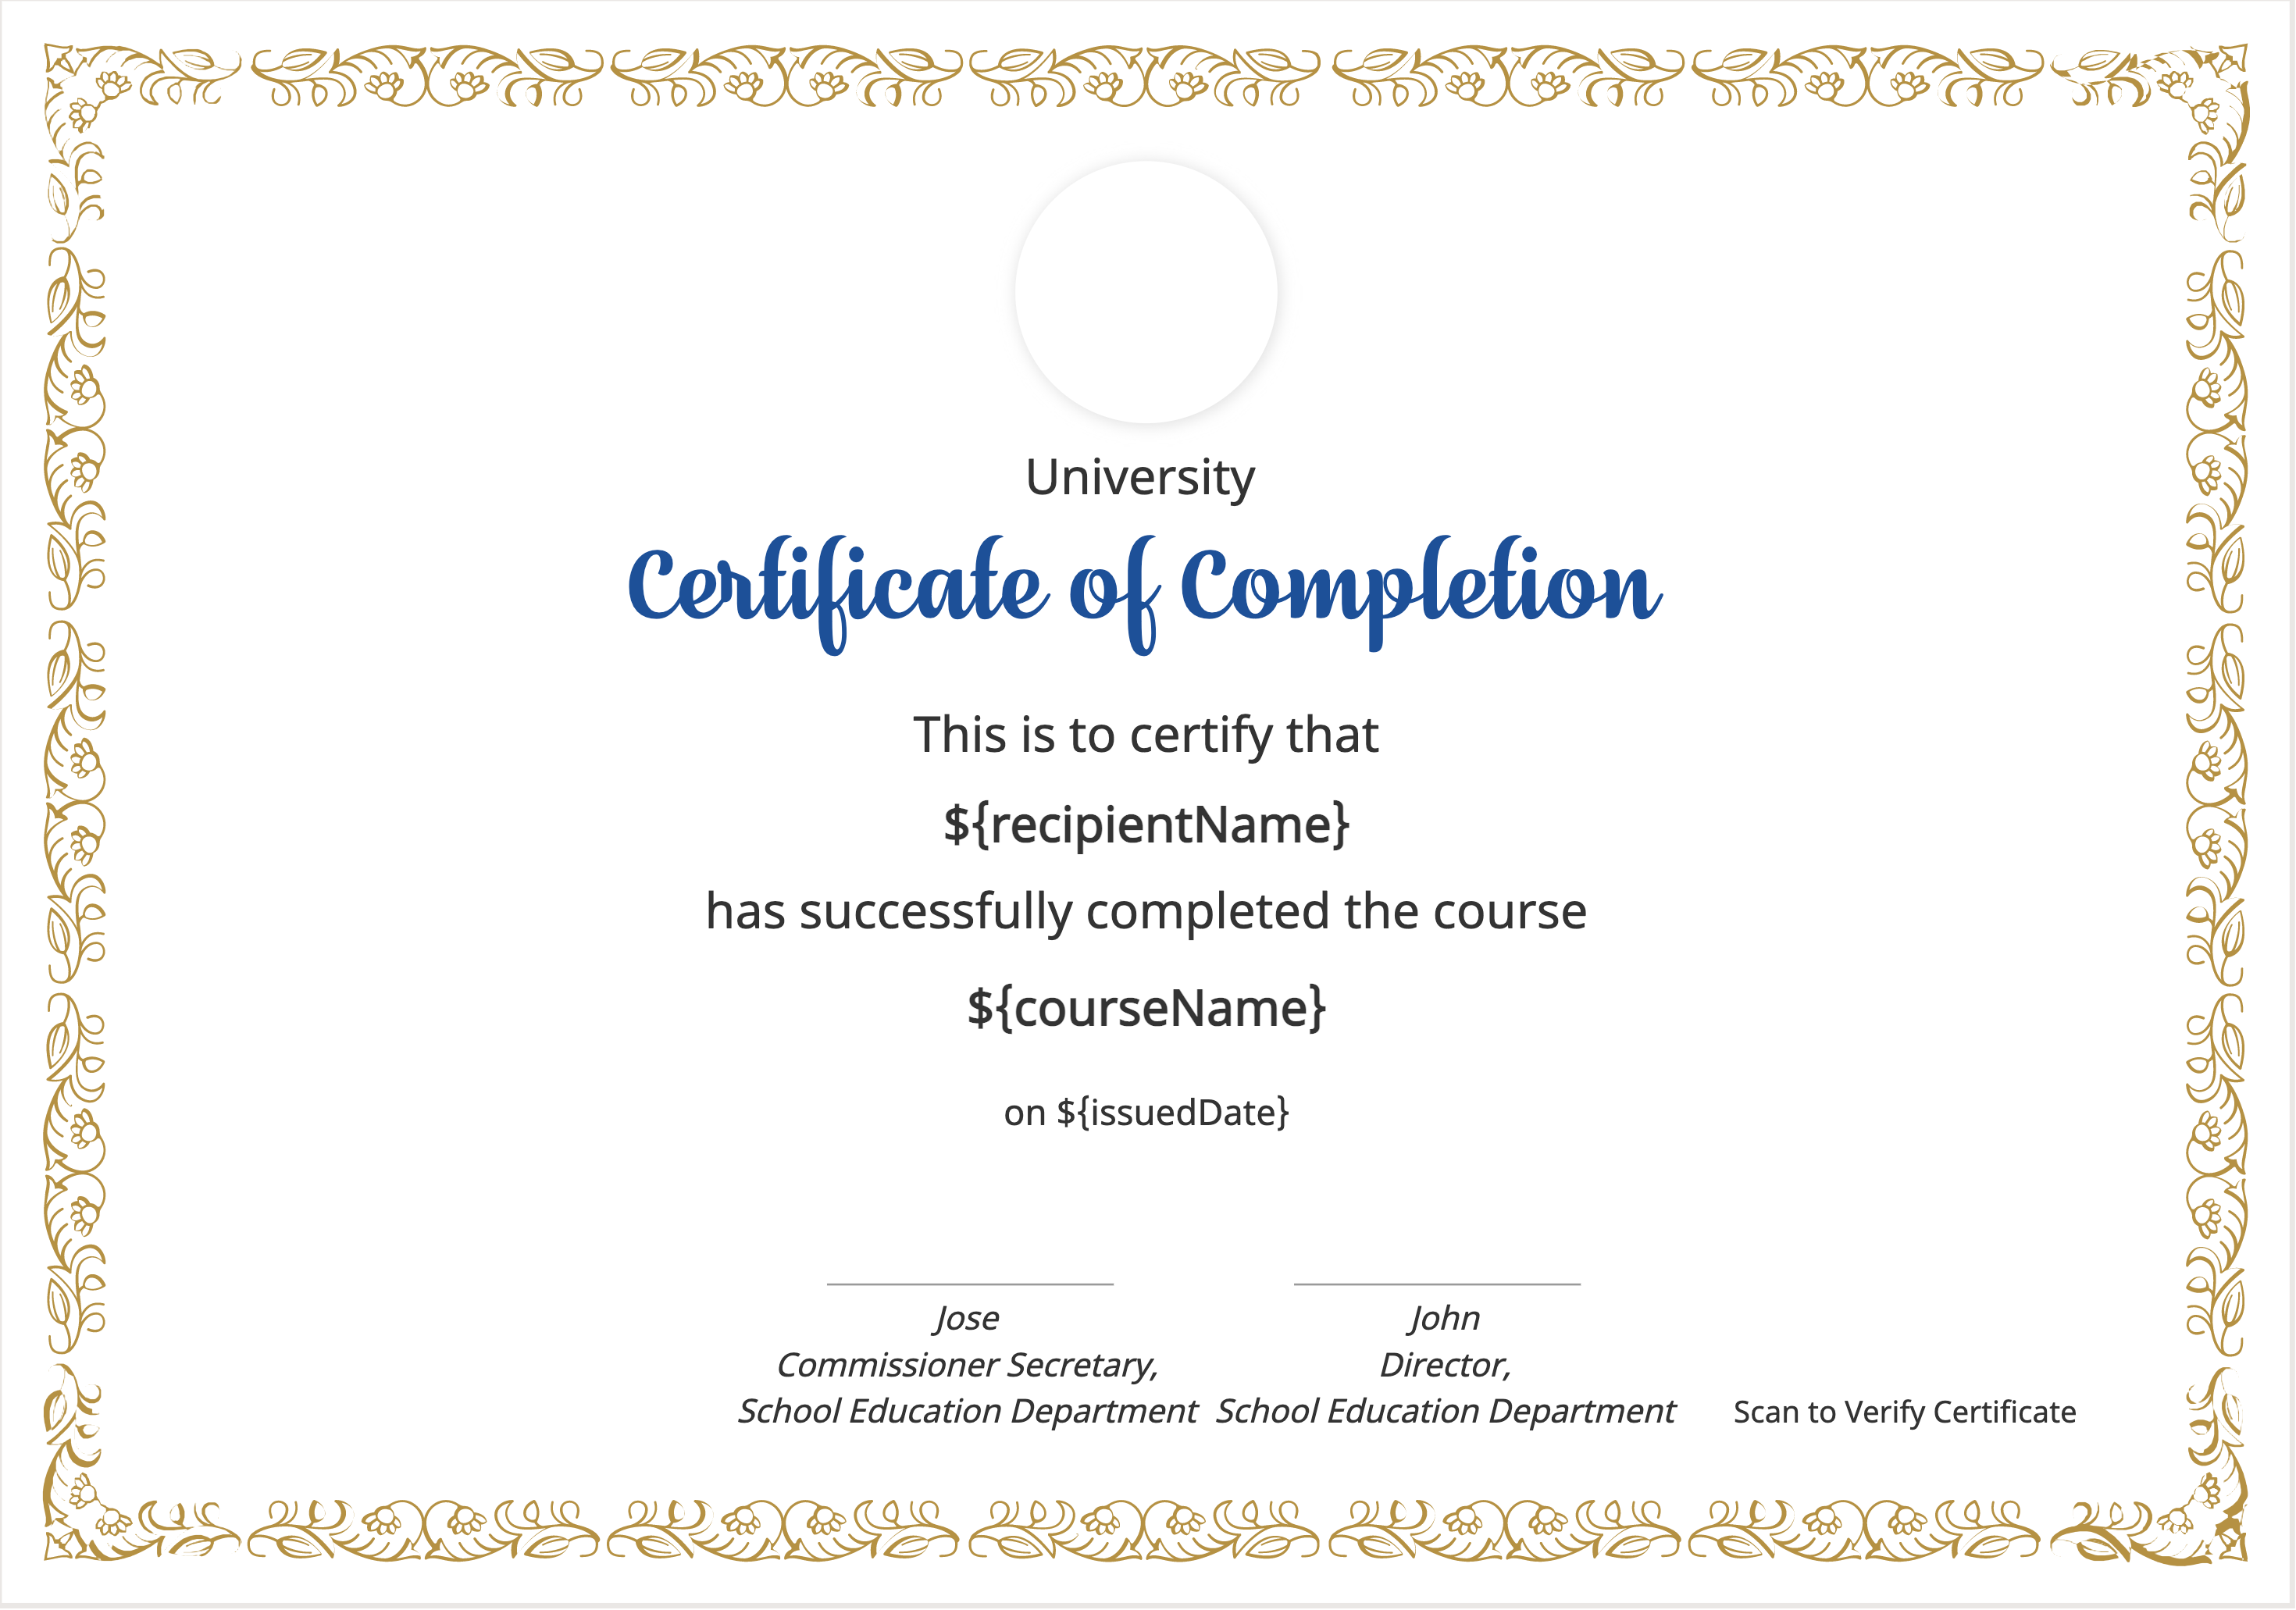 University
Certificate of Completion
This is to certify that
${recipientName}
has successfully completed the course
${courseName}
on ${issuedDate}
Jose
Commissioner Secretary,
School Education Department
John
Director,
School Education Department
Scan to Verify Certificate